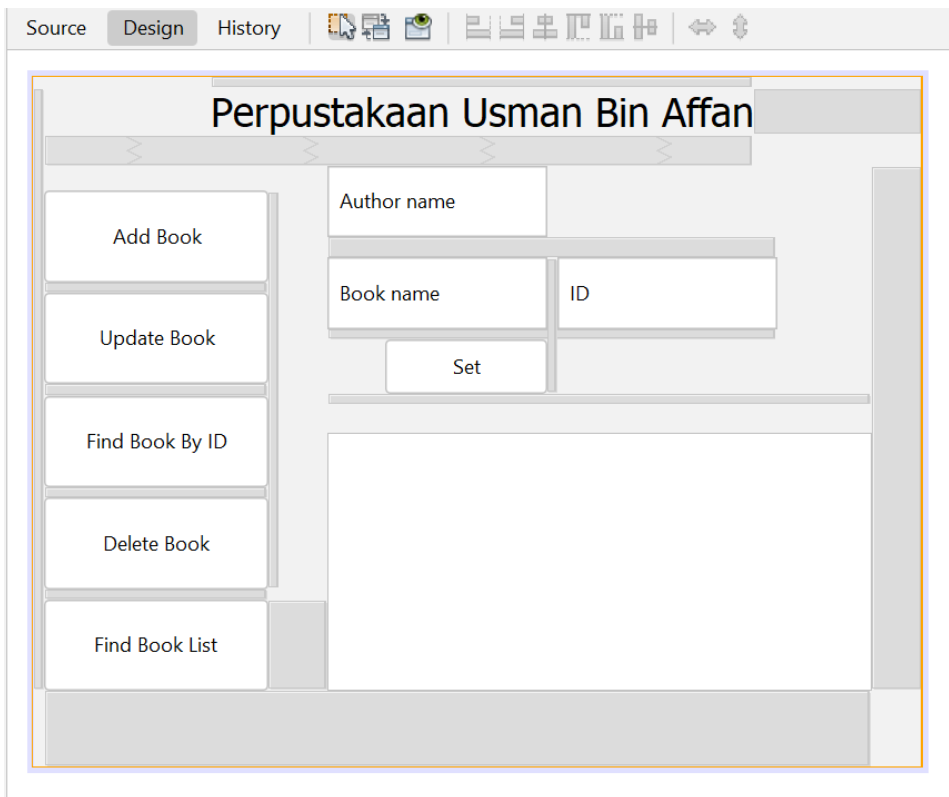 Source Design History
Perpustakaan Usman Bin Affan
Author name
Add Book
Book name ID
Update Book
Set
Find Book By ID
Delete Book
Find Book List